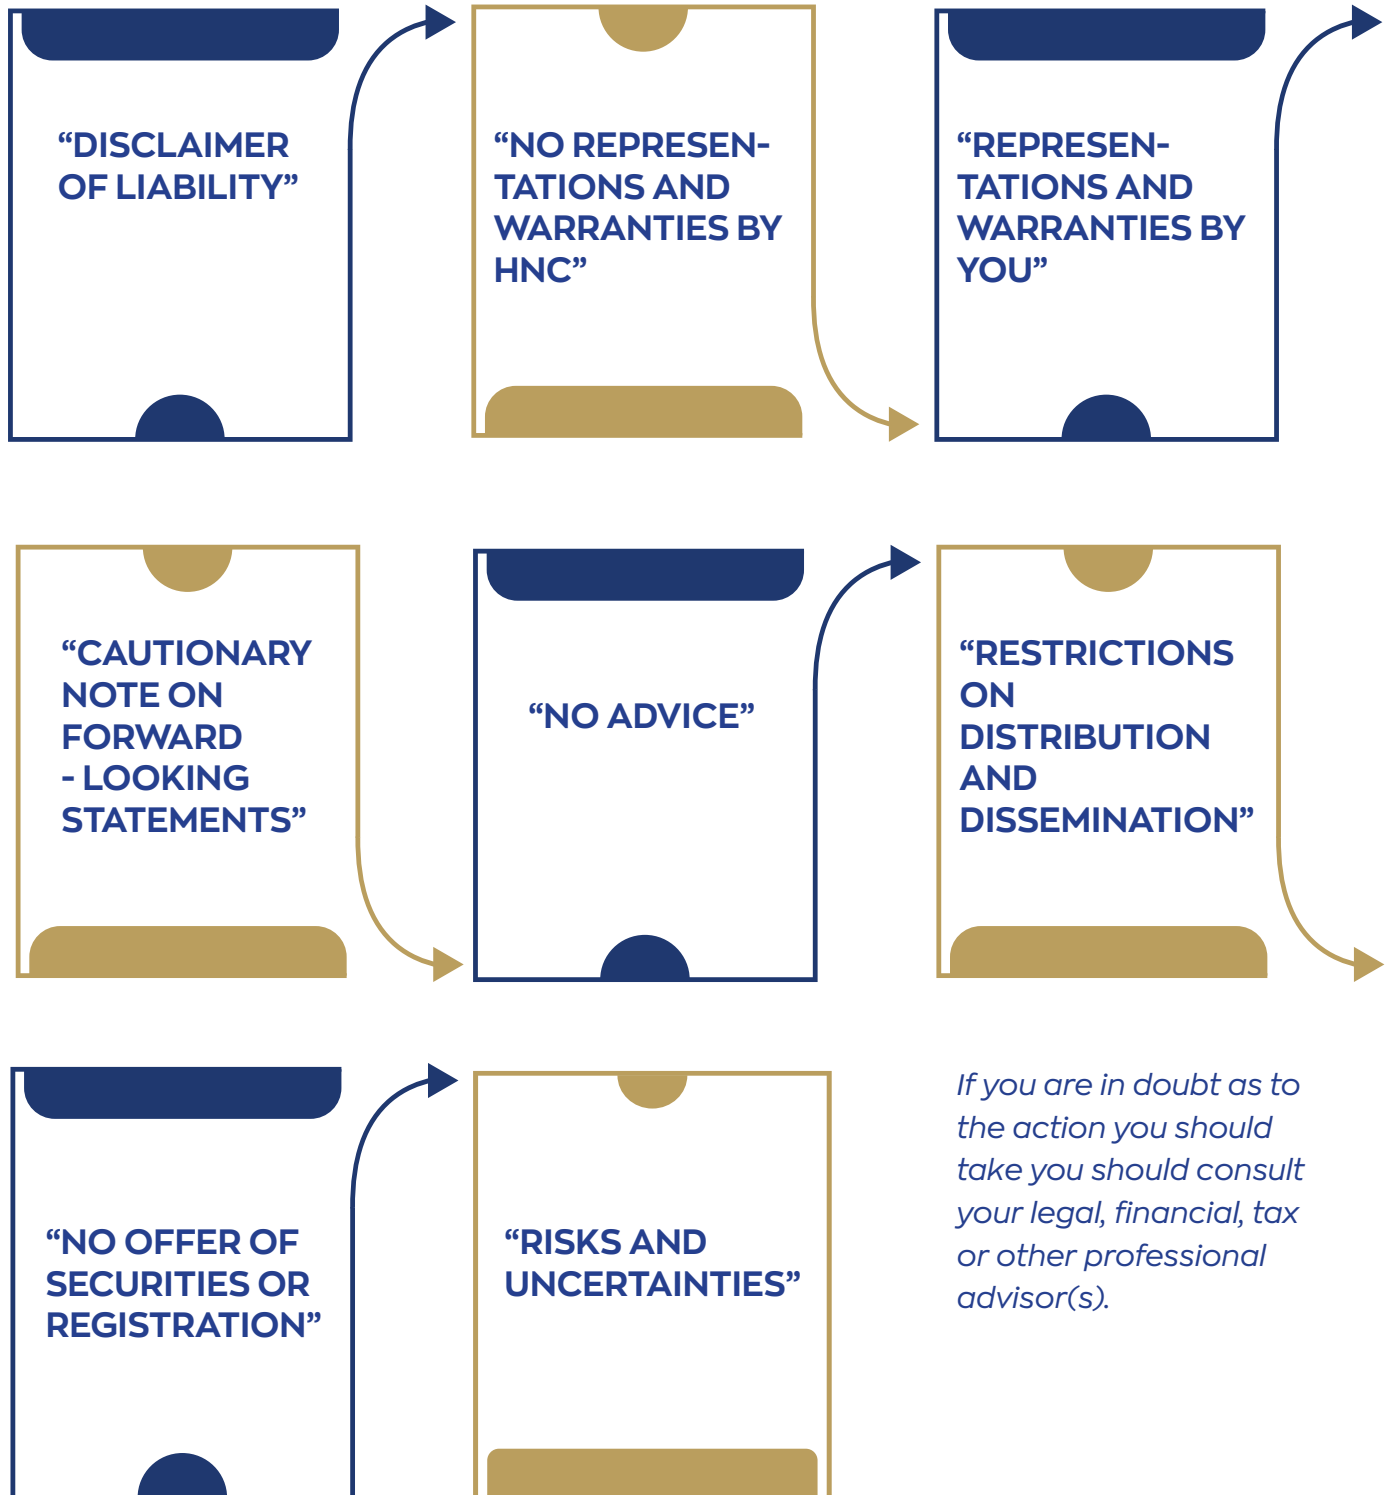 “DISCLAIMER
OF LIABILITY”
“NO REPRESEN-
TATIONS AND
WARRANTIES BY
HNC”
“REPRESEN-
TATIONS AND
WARRANTIES BY
YOU”
“CAUTIONARY
NOTE ON
FORWARD
- LOOKING
STATEMENTS”
“NO ADVICE”
“RESTRICTIONS
ON
DISTRIBUTION
AND
DISSEMINATION”
“NO OFFER OF
SECURITIES OR
REGISTRATION”
“RISKS AND
UNCERTAINTIES”
If you are in doubt as to
the action you should
take you should consult
your legal, financial, tax
or other professional
advisor(s).